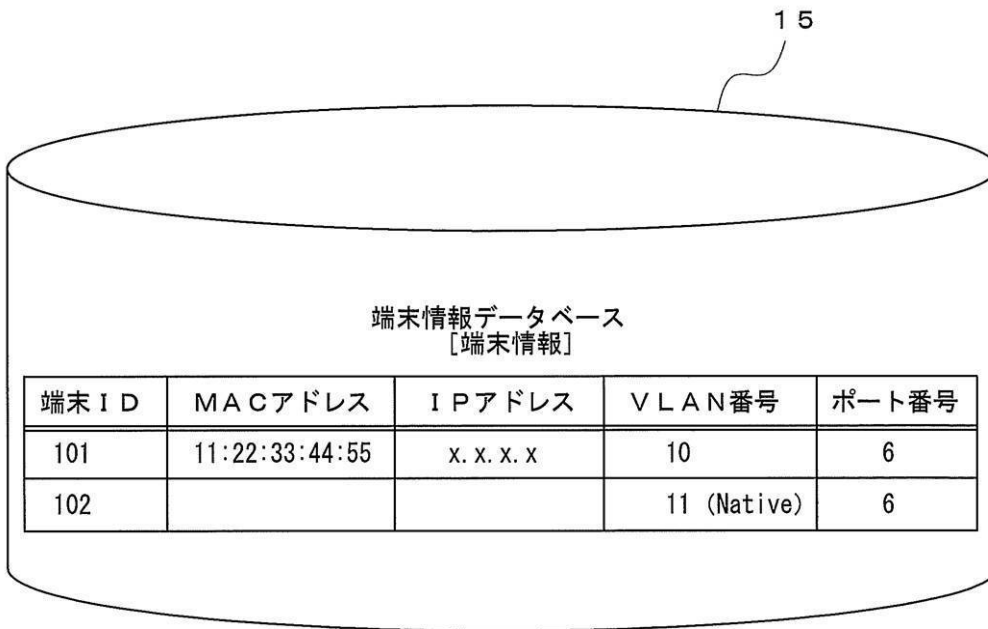 15
端末情報データベース
[端末情報]
端末ID MACアドレス IPアドレス VLAN番号 ポート番号
101 11:22:33:44:55 x.x.x.x 10 6
102 11 (Native) 6